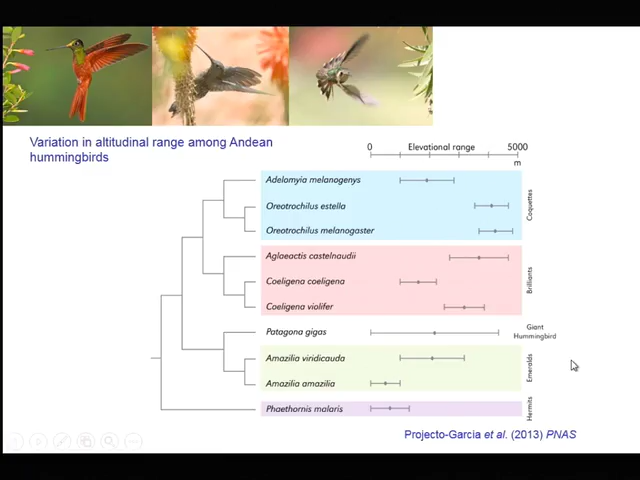 Variation in altitudinal range among Andean
hummingbirds
0 Elevational range 5000
m
Adelomyia melanogenys
Oreotrochilus estella
Oreotrochilus melanogaster
Coquettes
Aglaeactis castelnaudii
Coeligena coeligena
Coeligena violifer
Brilliants
Patagona gigas
Giant
Hummingbird
Amazilia viridicauda
Amazilia amazilia
Emeralds
Phaethornis malaris
Hermits
Projecto-Garcia et al. (2013) PNAS